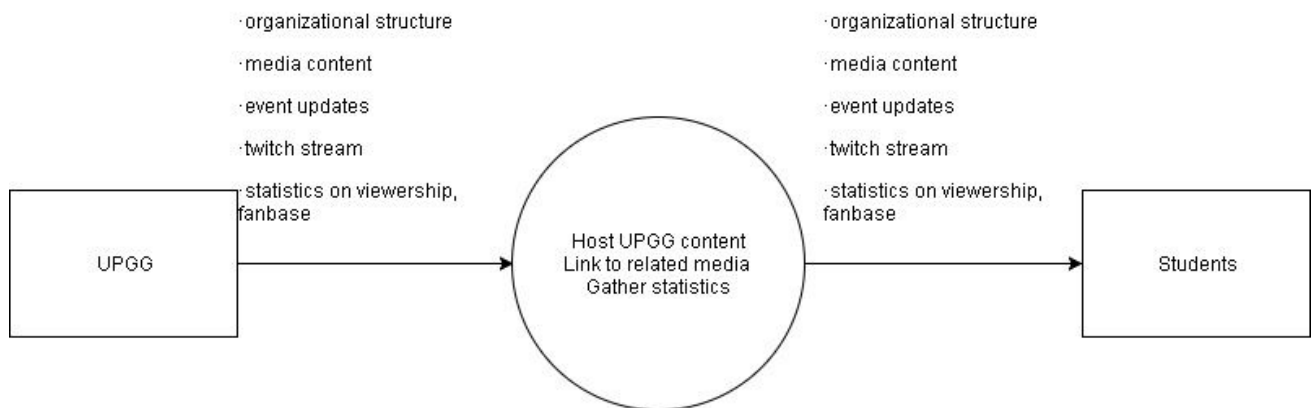 ·organizational structure
·media content
·event updates
·twitch stream
·statistics on viewership,
fanbase
·organizational structure
·media content
·event updates
·twitch stream
·statistics on viewership,
fanbase
UPGG
Host UPGG content
Link to related media
Gather statistics
Students